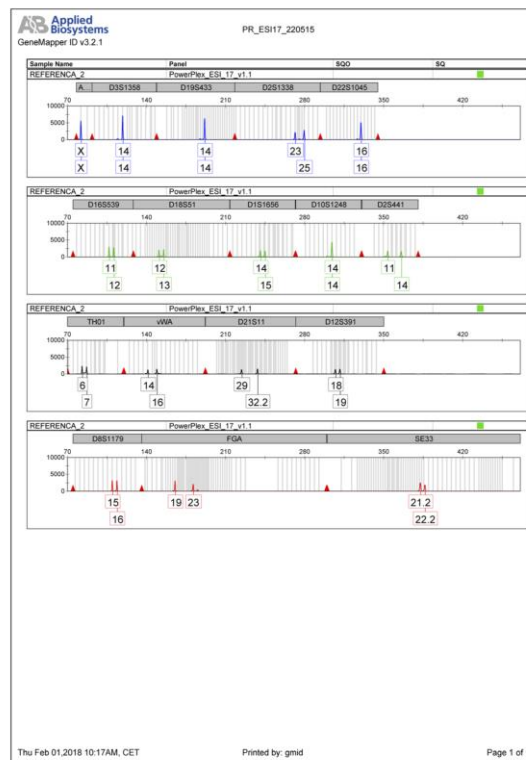 AB Applied
Biosystems
PR_ESI17_220515
GeneMapper ID v3.2.1
Sample Name Panel SQO SQ
REFERENCA_2 PowerPlex_ESI_17_v1.1
A... D3S1358 D19S433 D2S1338 D22S1045
70 140 210 280 350 420
10000
5000
0
X 14 14 23 16
X 14 14 25 16
REFERENCA_2 PowerPlex_ESI_17_v1.1
D16S539 D18S51 D1S1656 D10S1248 D2S441
70 140 210 280 350 420
10000
5000
0
11 12 14 14 11
12 13 15 14 14
REFERENCA_2 PowerPlex_ESI_17_v1.1
TH01 vWA D21S11 D12S391
70 140 210 280 350 420
10000
5000
0
6 14 29 18
7 16 32.2 19
REFERENCA_2 PowerPlex_ESI_17_v1.1
D8S1179 FGA SE33
70 140 210 280 350 420
10000
5000
0
15 19 23 21.2
16 22.2
Thu Feb 01,2018 10:17AM, CET Printed by: gmid Page 1 of